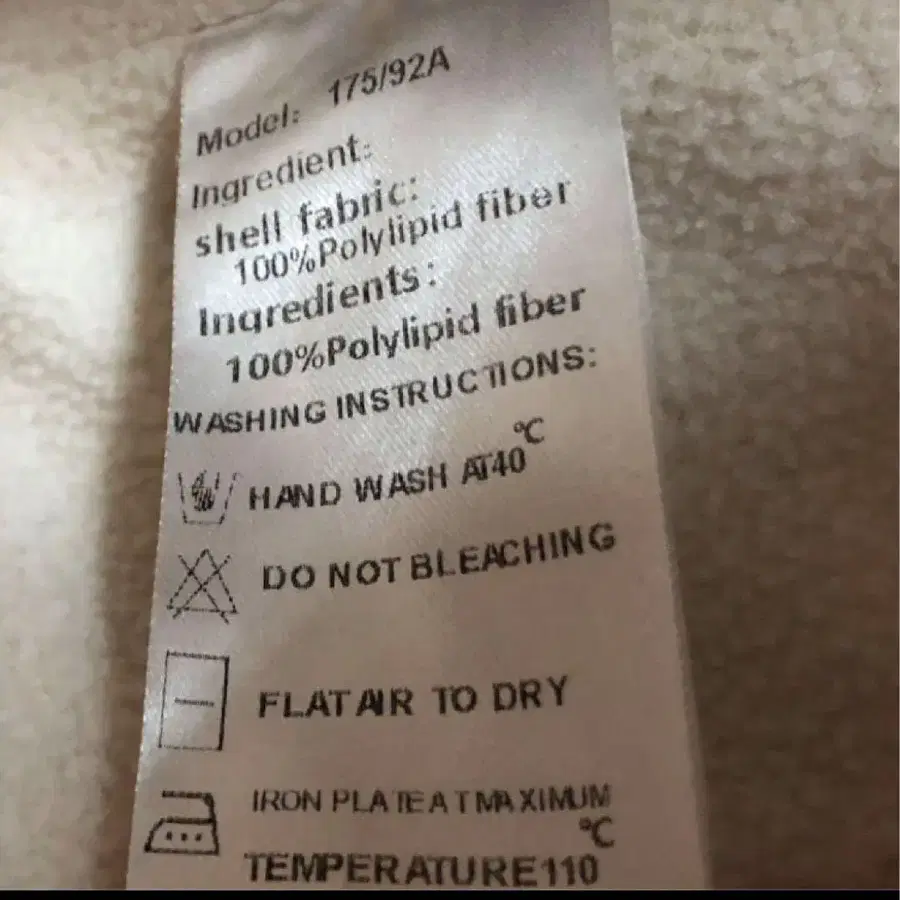 Model: 175/92A
Ingredient:
shell fabric:
100%Polylipid fiber
Ingredients:
100%Polylipid fiber
WASHING INSTRUCTIONS:
HAND WASH AT40℃
DO NOT BLEACHING
FLAT AIR TO DRY
IRON PLATE AT MAXIMUM
TEMPERATURE110℃